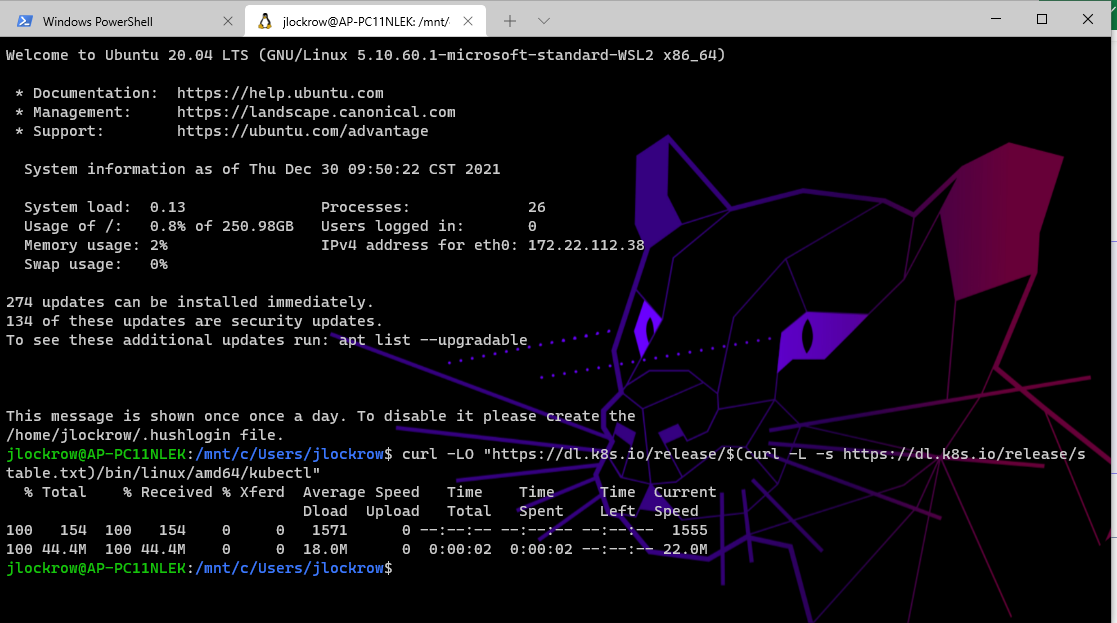 Windows PowerShell
jlockrow@AP-PC11NLEK: /mnt/
Welcome to Ubuntu 20.04 LTS (GNU/Linux 5.10.60.1-microsoft-standard-WSL2 x86_64)
* Documentation:  https://help.ubuntu.com
* Management:     https://landscape.canonical.com
* Support:        https://ubuntu.com/advantage
System information as of Thu Dec 30 09:50:22 CST 2021
System load:  0.13               Processes:             26
Usage of /:   0.8% of 250.98GB   Users logged in:       0
Memory usage: 2%                 IPv4 address for eth0: 172.22.112.38
Swap usage:   0%
274 updates can be installed immediately.
134 of these updates are security updates.
To see these additional updates run: apt list --upgradable
This message is shown once once a day. To disable it please create the
/home/jlockrow/.hushlogin file.
jlockrow@AP-PC11NLEK:/mnt/c/Users/jlockrow$ curl -LO "https://dl.k8s.io/release/$(curl -L -s https://dl.k8s.io/release/s
table.txt)/bin/linux/amd64/kubectl"
  % Total    % Received % Xferd  Average Speed   Time    Time     Time  Current
                                 Dload  Upload   Total   Spent    Left  Speed
100   154  100   154    0     0   1571      0 --:--:-- --:--:-- --:--:--  1555
100 44.4M  100 44.4M    0     0  18.0M      0  0:00:02  0:00:02 --:--:-- 22.0M
jlockrow@AP-PC11NLEK:/mnt/c/Users/jlockrow$